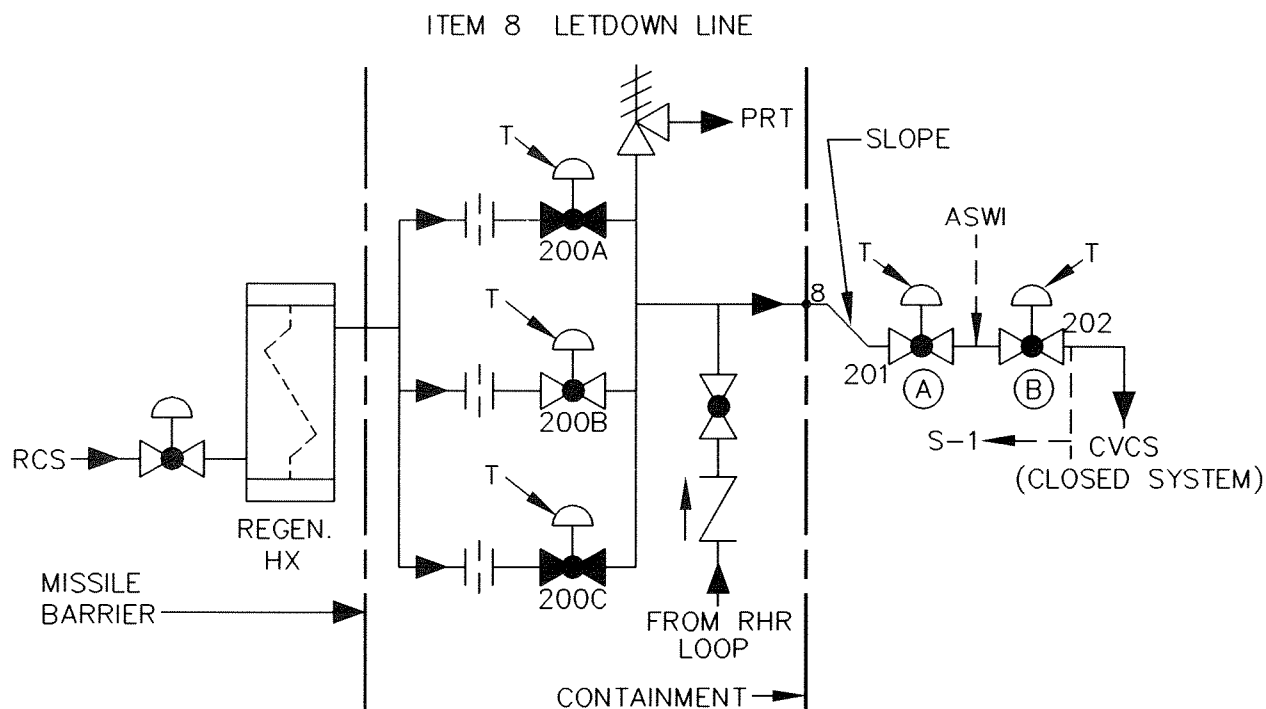 ITEM 8 LETDOWN LINE
PRT
T
SLOPE
ASWI
200A
T
T
T
8
202
201
A
B
200B
RCS
S-1
CVCS
(CLOSED SYSTEM)
T
REGEN.
HX
200C
MISSILE
BARRIER
FROM RHR
LOOP
CONTAINMENT